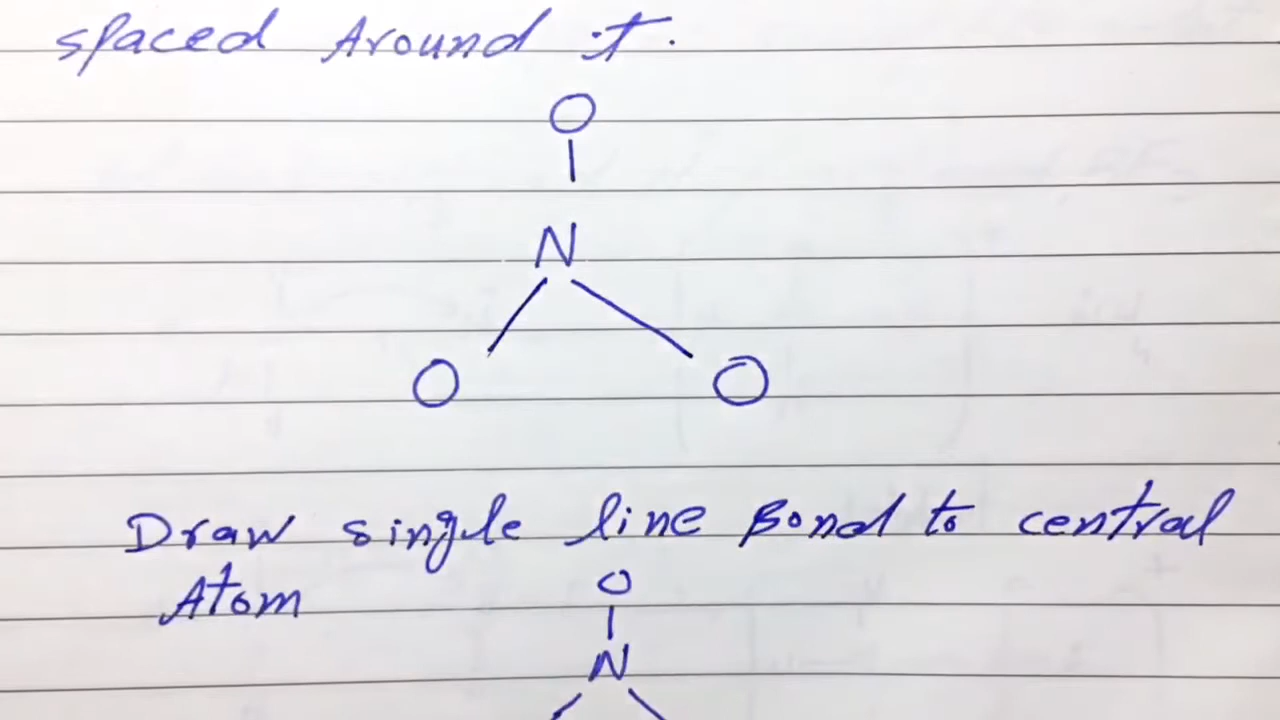 spaced Around it.
O
N
O O
Draw single line Bond to central
Atom
O
N